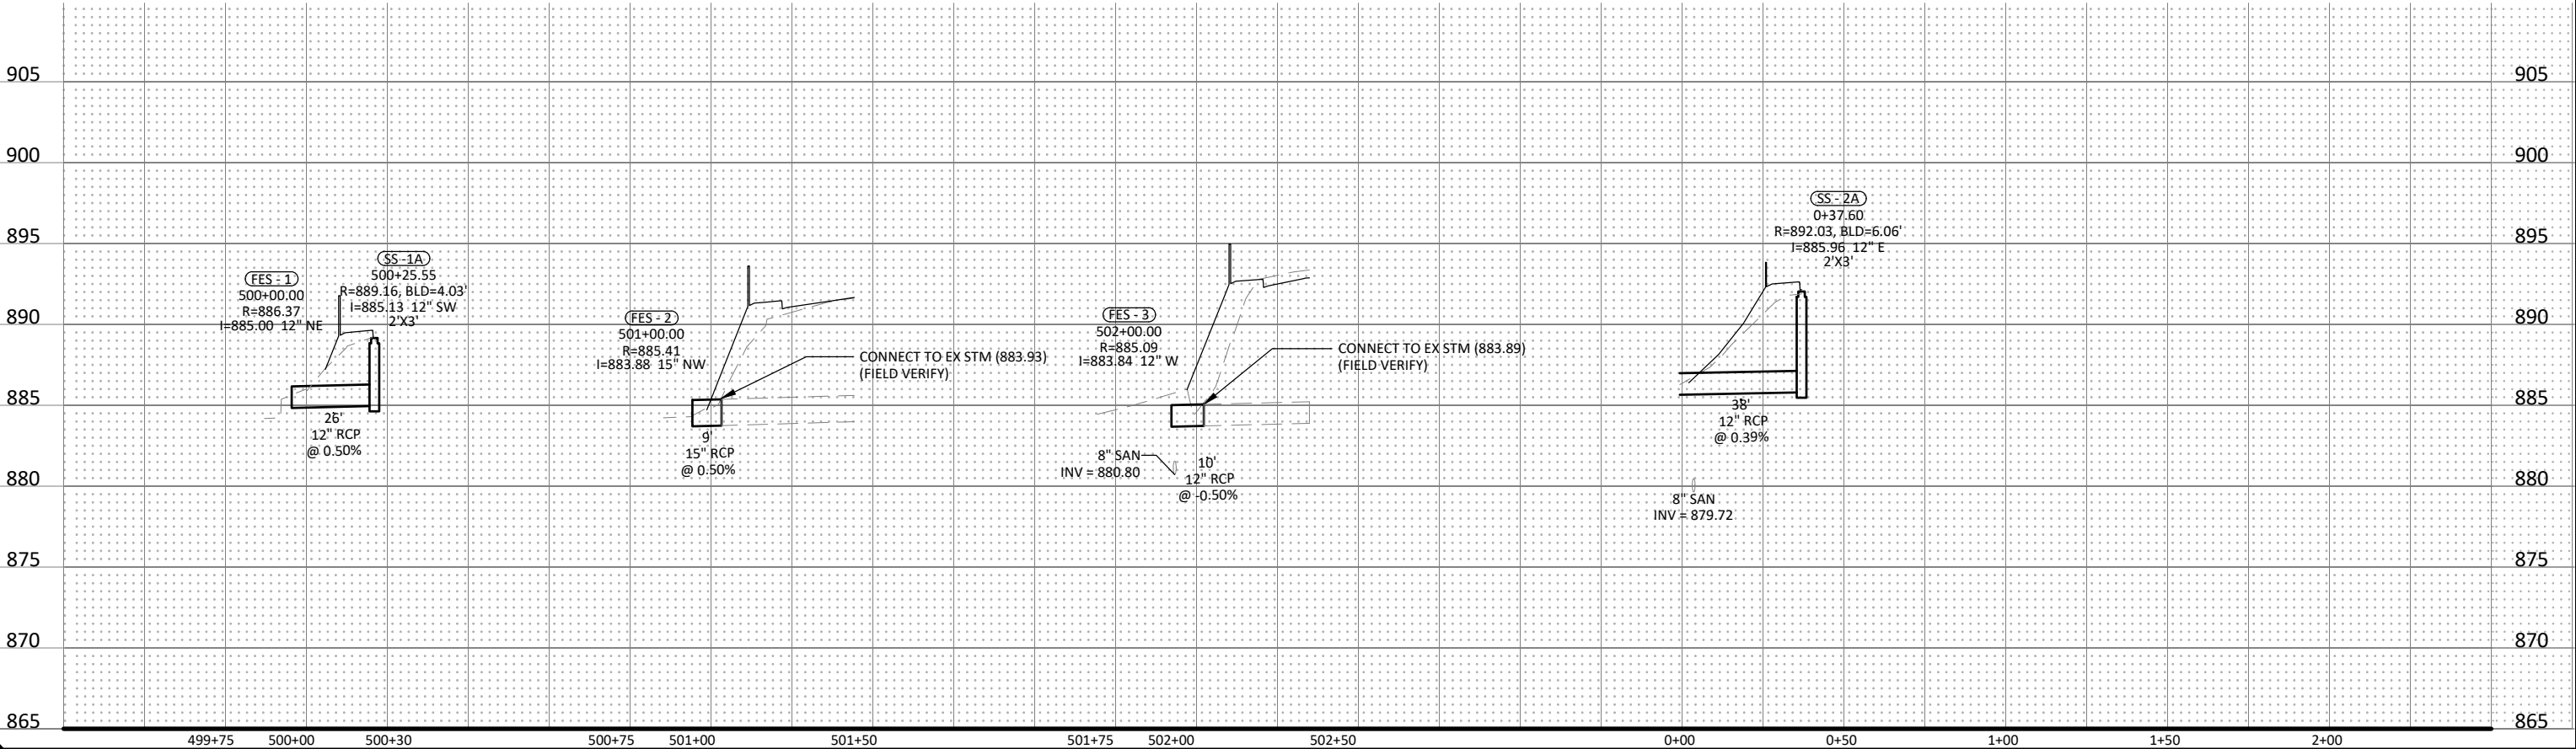 905
900
895
890
885
880
875
870
865
FES - 1
500+00.00
R=886.37
I=885.00 12" NE
SS -1A
500+25.55
R=889.16, BLD=4.03'
I=885.13 12" SW
2'X3'
26'
12" RCP
@ 0.50%
FES - 2
501+00.00
R=885.41
I=883.88 15" NW
CONNECT TO EX STM (883.93)
(FIELD VERIFY)
9'
15" RCP
@ 0.50%
FES - 3
502+00.00
R=885.09
I=883.84 12" W
CONNECT TO EX STM (883.89)
(FIELD VERIFY)
8" SAN
INV = 880.80
10'
12" RCP
@ -0.50%
SS - 2A
0+37.60
R=892.03, BLD=6.06'
I=885.96 12" E
2'X3'
38'
12" RCP
@ 0.39%
8" SAN
INV = 879.72
905
900
895
890
885
880
875
870
865
499+75 500+00 500+30 500+75 501+00 501+50 501+75 502+00 502+50 0+00 0+50 1+00 1+50 2+00